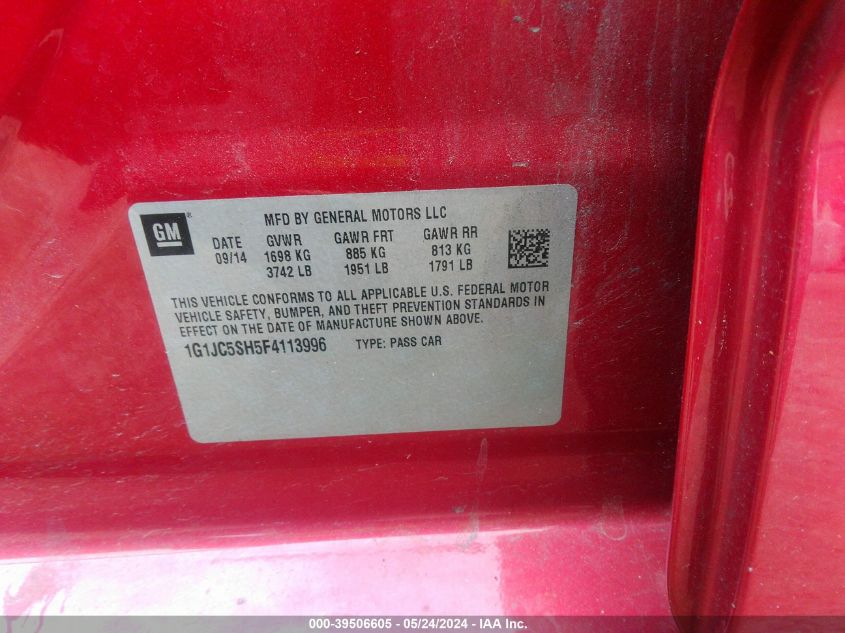 GM®
MFD BY GENERAL MOTORS LLC
DATE GVWR GAWR FRT GAWR RR
09/14 1698 KG 885 KG 813 KG
3742 LB 1951 LB 1791 LB
THIS VEHICLE CONFORMS TO ALL APPLICABLE U.S. FEDERAL MOTOR
VEHICLE SAFETY, BUMPER, AND THEFT PREVENTION STANDARDS IN
EFFECT ON THE DATE OF MANUFACTURE SHOWN ABOVE.
1G1JC5SH5F4113996 TYPE: PASS CAR
000-39506605 - 05/24/2024 - IAA Inc.